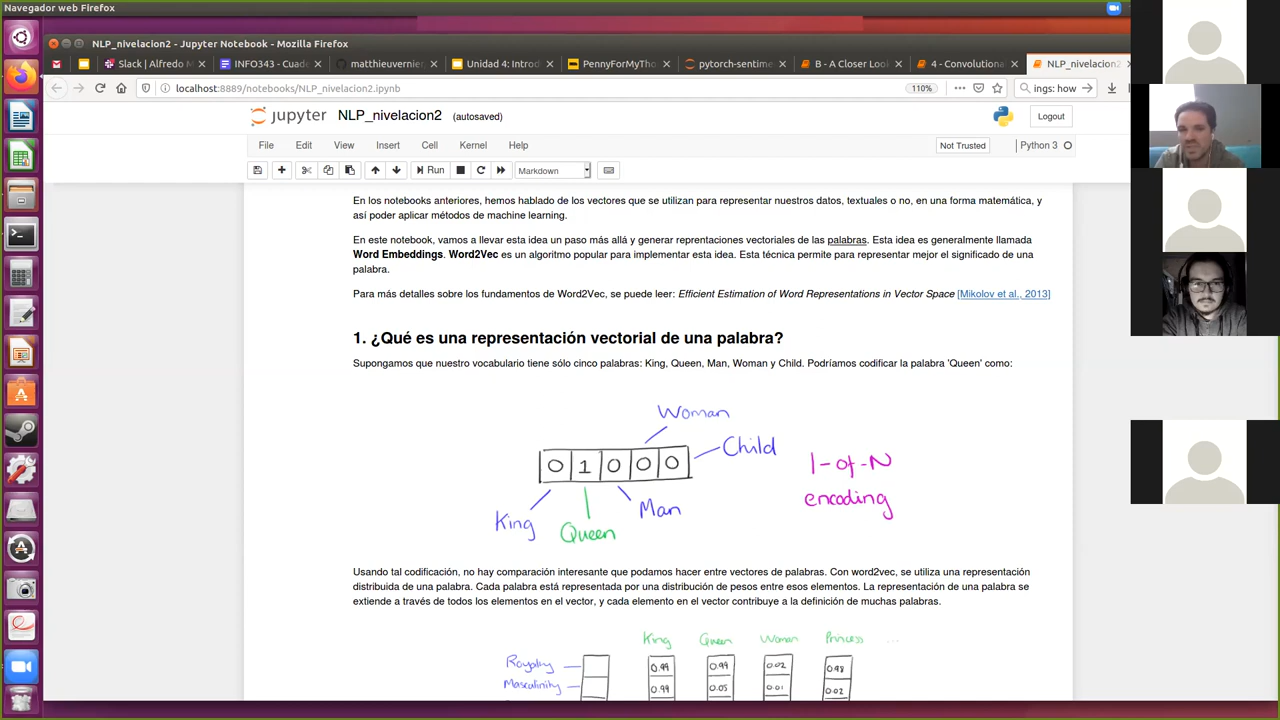 Navegador web Firefox
NLP_nivelacion2 - Jupyter Notebook - Mozilla Firefox
Slack | Alfredo M
INFO343 - Cuade
matthieuvernie
Unidad 4: Introd
PennyForMyTho
pytorch-sentime
B - A Closer Look
4 - Convolutiona
NLP_nivelacion2
localhost:8889/notebooks/NLP_nivelacion2.ipynb
110%
ings: how
jupyter NLP_nivelacion2 (autosaved)
Logout
File Edit View Insert Cell Kernel Help
Not Trusted
Python 3
Run
Markdown
En los notebooks anteriores, hemos hablado de los vectores que se utilizan para representar nuestros datos, textuales o no, en una forma matemática, y
así poder aplicar métodos de machine learning.
En este notebook, vamos a llevar esta idea un paso más allá y generar reprentaciones vectoriales de las palabras. Esta idea es generalmente llamada
Word Embeddings. Word2Vec es un algoritmo popular para implementar esta idea. Esta técnica permite para representar mejor el significado de una
palabra.
Para más detalles sobre los fundamentos de Word2Vec, se puede leer: Efficient Estimation of Word Representations in Vector Space [Mikolov et al., 2013]
1. ¿Qué es una representación vectorial de una palabra?
Supongamos que nuestro vocabulario tiene sólo cinco palabras: King, Queen, Man, Woman y Child. Podríamos codificar la palabra 'Queen' como:
Woman
Child
0 1 0 0 0
King
Queen
Man
1-of-N
encoding
Usando tal codificación, no hay comparación interesante que podamos hacer entre vectores de palabras. Con word2vec, se utiliza una representación
distribuida de una palabra. Cada palabra está representada por una distribución de pesos entre esos elementos. La representación de una palabra se
extiende a través de todos los elementos en el vector, y cada elemento en el vector contribuye a la definición de muchas palabras.
King Queen Woman Princess ...
Royalty 0.99 0.99 0.02 0.98
Masculinity 0.99 0.05 0.01 0.02